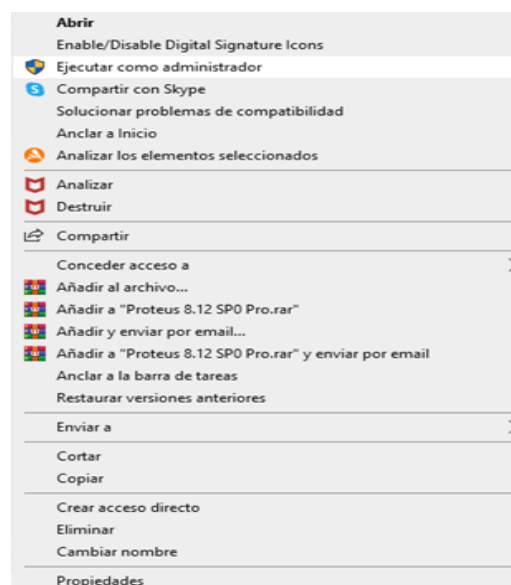 Abrir
Enable/Disable Digital Signature Icons
Ejecutar como administrador
Compartir con Skype
Solucionar problemas de compatibilidad
Anclar a Inicio
Analizar los elementos seleccionados
Analizar
Destruir
Compartir
Conceder acceso a
Añadir al archivo...
Añadir a "Proteus 8.12 SP0 Pro.rar"
Añadir y enviar por email...
Añadir a "Proteus 8.12 SP0 Pro.rar" y enviar por email
Anclar a la barra de tareas
Restaurar versiones anteriores
Enviar a
Cortar
Copiar
Crear acceso directo
Eliminar
Cambiar nombre
Propiedades